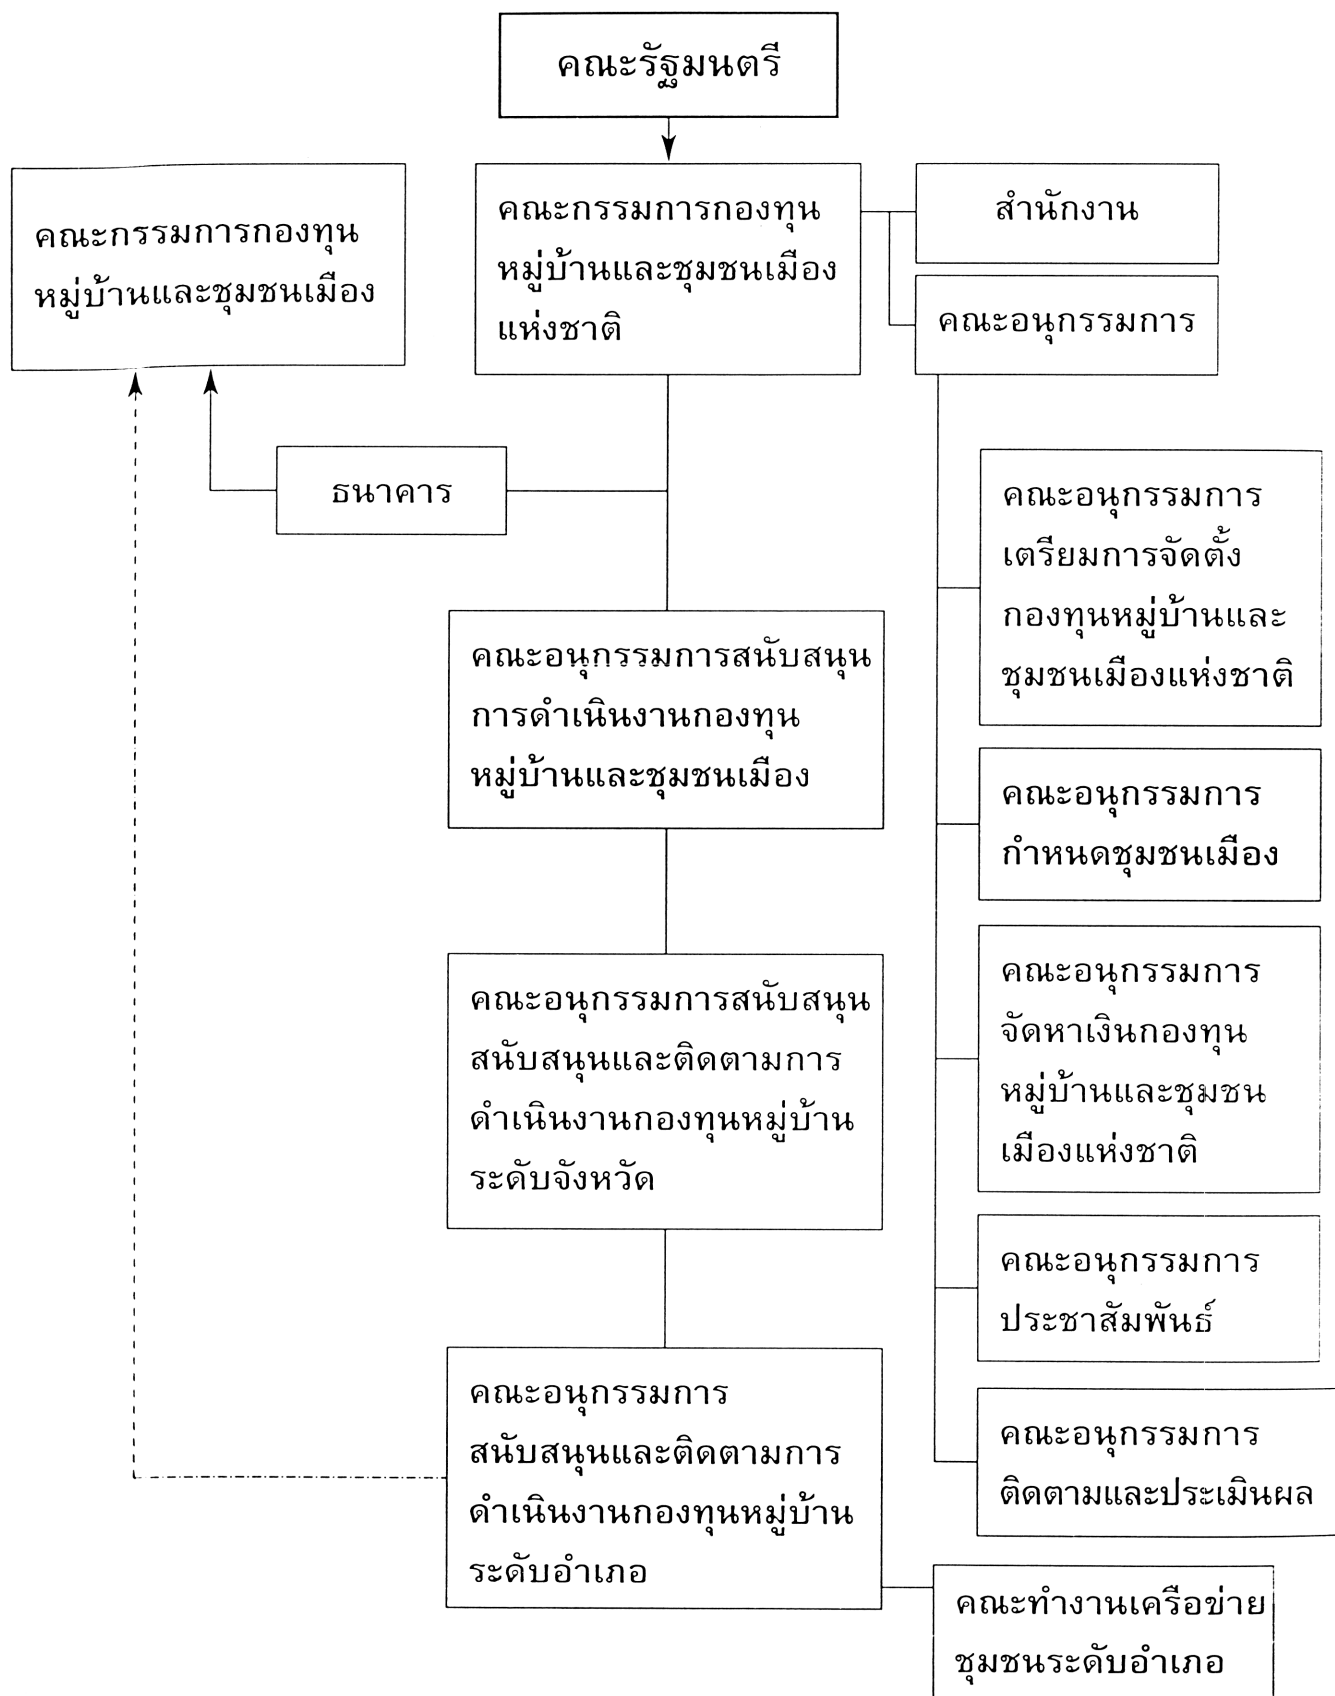 คณะรัฐมนตรี
คณะกรรมการกองทุน
หมู่บ้านและชุมชนเมือง
คณะกรรมการกองทุน
หมู่บ้านและชุมชนเมือง
แห่งชาติ
สำนักงาน
คณะอนุกรรมการ
ธนาคาร
คณะอนุกรรมการสนับสนุน
การดำเนินงานกองทุน
หมู่บ้านและชุมชนเมือง
คณะอนุกรรมการสนับสนุน
สนับสนุนและติดตามการ
ดำเนินงานกองทุนหมู่บ้าน
ระดับจังหวัด
คณะอนุกรรมการ
สนับสนุนและติดตามการ
ดำเนินงานกองทุนหมู่บ้าน
ระดับอำเภอ
คณะอนุกรรมการ
เตรียมการจัดตั้ง
กองทุนหมู่บ้านและ
ชุมชนเมืองแห่งชาติ
คณะอนุกรรมการ
กำหนดชุมชนเมือง
คณะอนุกรรมการ
จัดหาเงินกองทุน
หมู่บ้านและชุมชน
เมืองแห่งชาติ
คณะอนุกรรมการ
ประชาสัมพันธ์
คณะอนุกรรมการ
ติดตามและประเมินผล
คณะทำงานเครือข่าย
ชุมชนระดับอำเภอ